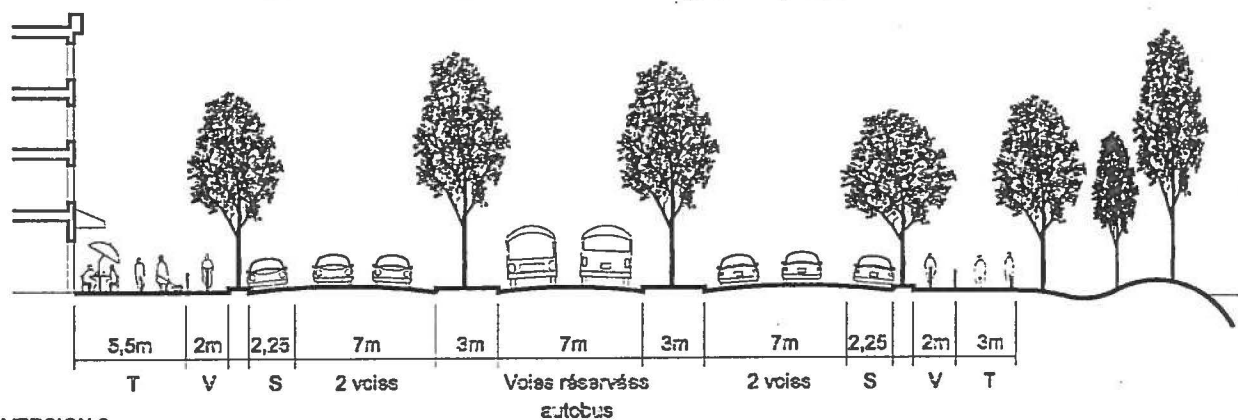 5,5m 2m 2,25 7m 3m 7m 3m 7m 2,25 2m 3m
T V S 2 voies Voies réservées 2 voies S V T
autobus